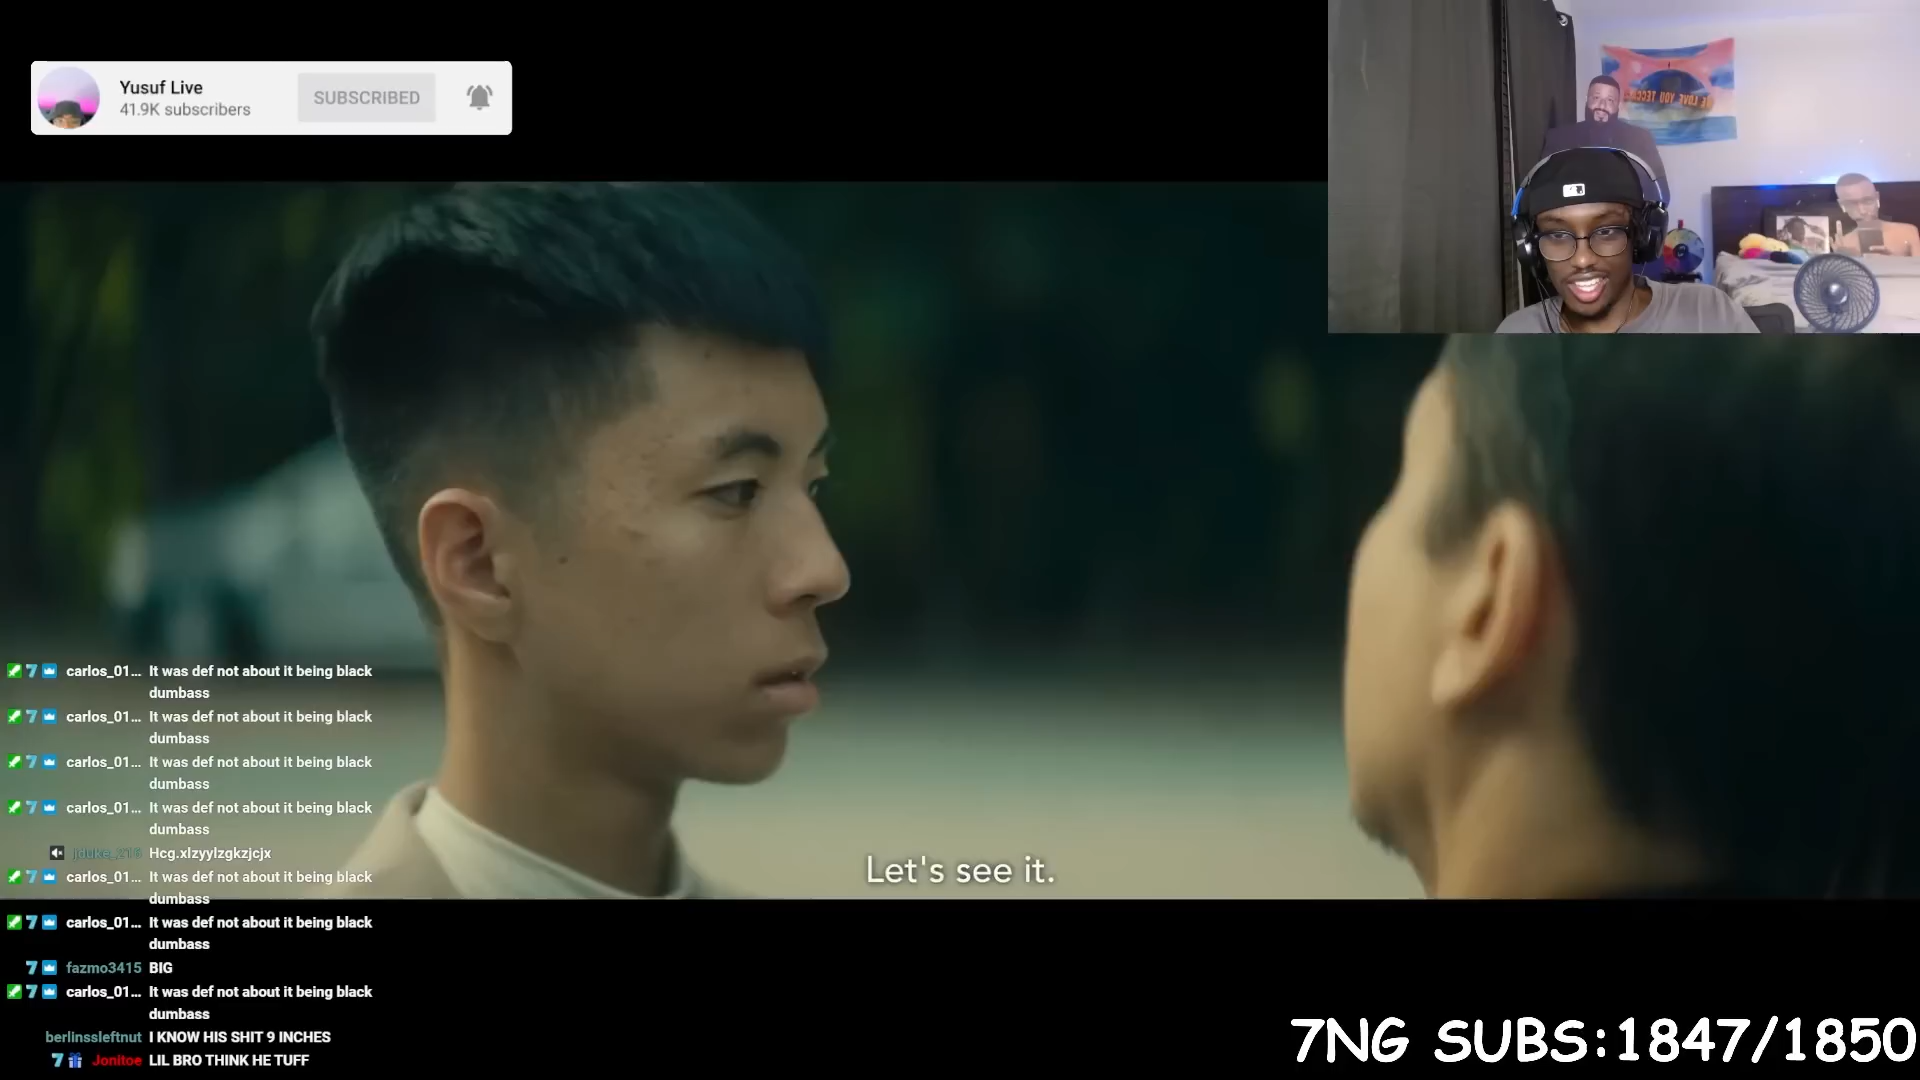 Yusuf Live
41.9K subscribers
SUBSCRIBED
carlos_01… It was def not about it being black
dumbass
carlos_01… It was def not about it being black
dumbass
carlos_01… It was def not about it being black
dumbass
carlos_01… It was def not about it being black
dumbass
Hcg.xlzyylzgkzjcjx
carlos_01… It was def not about it being black
dumbass
carlos_01… It was def not about it being black
dumbass
fazmo3415 BIG
carlos_01… It was def not about it being black
dumbass
berlinssleftnut I KNOW HIS SHIT 9 INCHES
Jonitoe LIL BRO THINK HE TUFF
Let's see it.
7NG SUBS:1847/1850